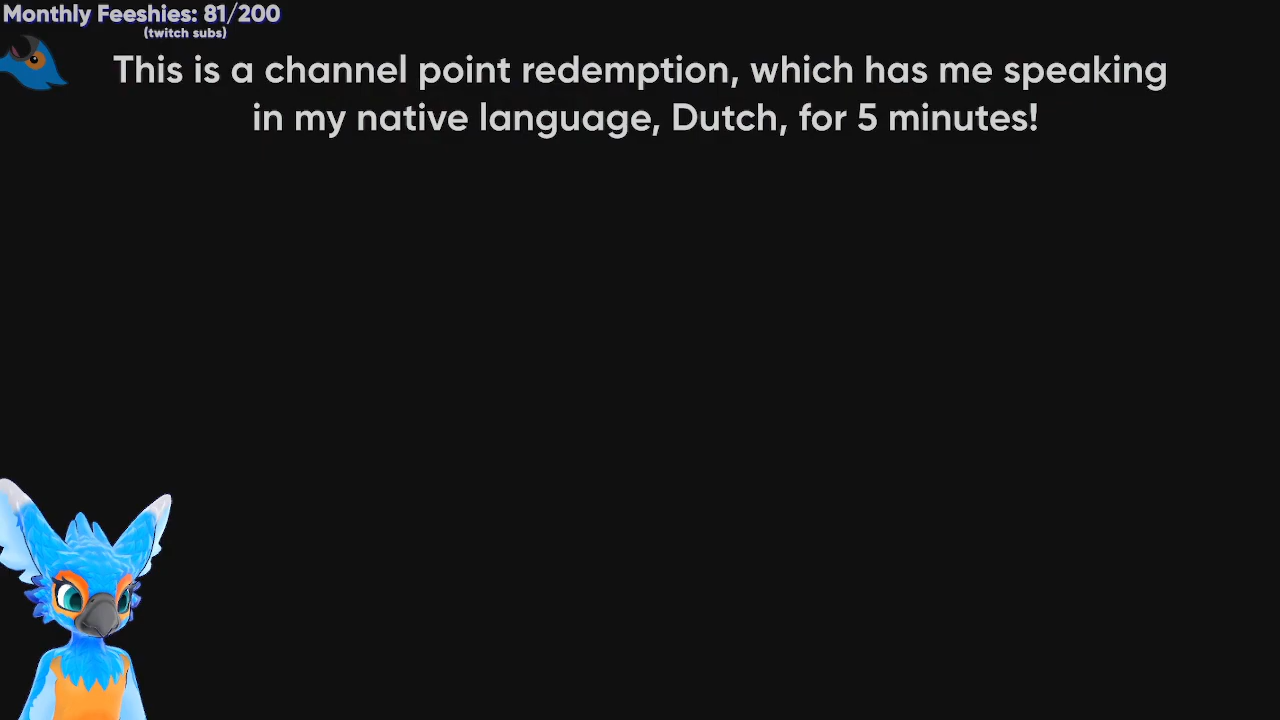 Monthly Feeshies: 81/200
(twitch subs)
This is a channel point redemption, which has me speaking
in my native language, Dutch, for 5 minutes!